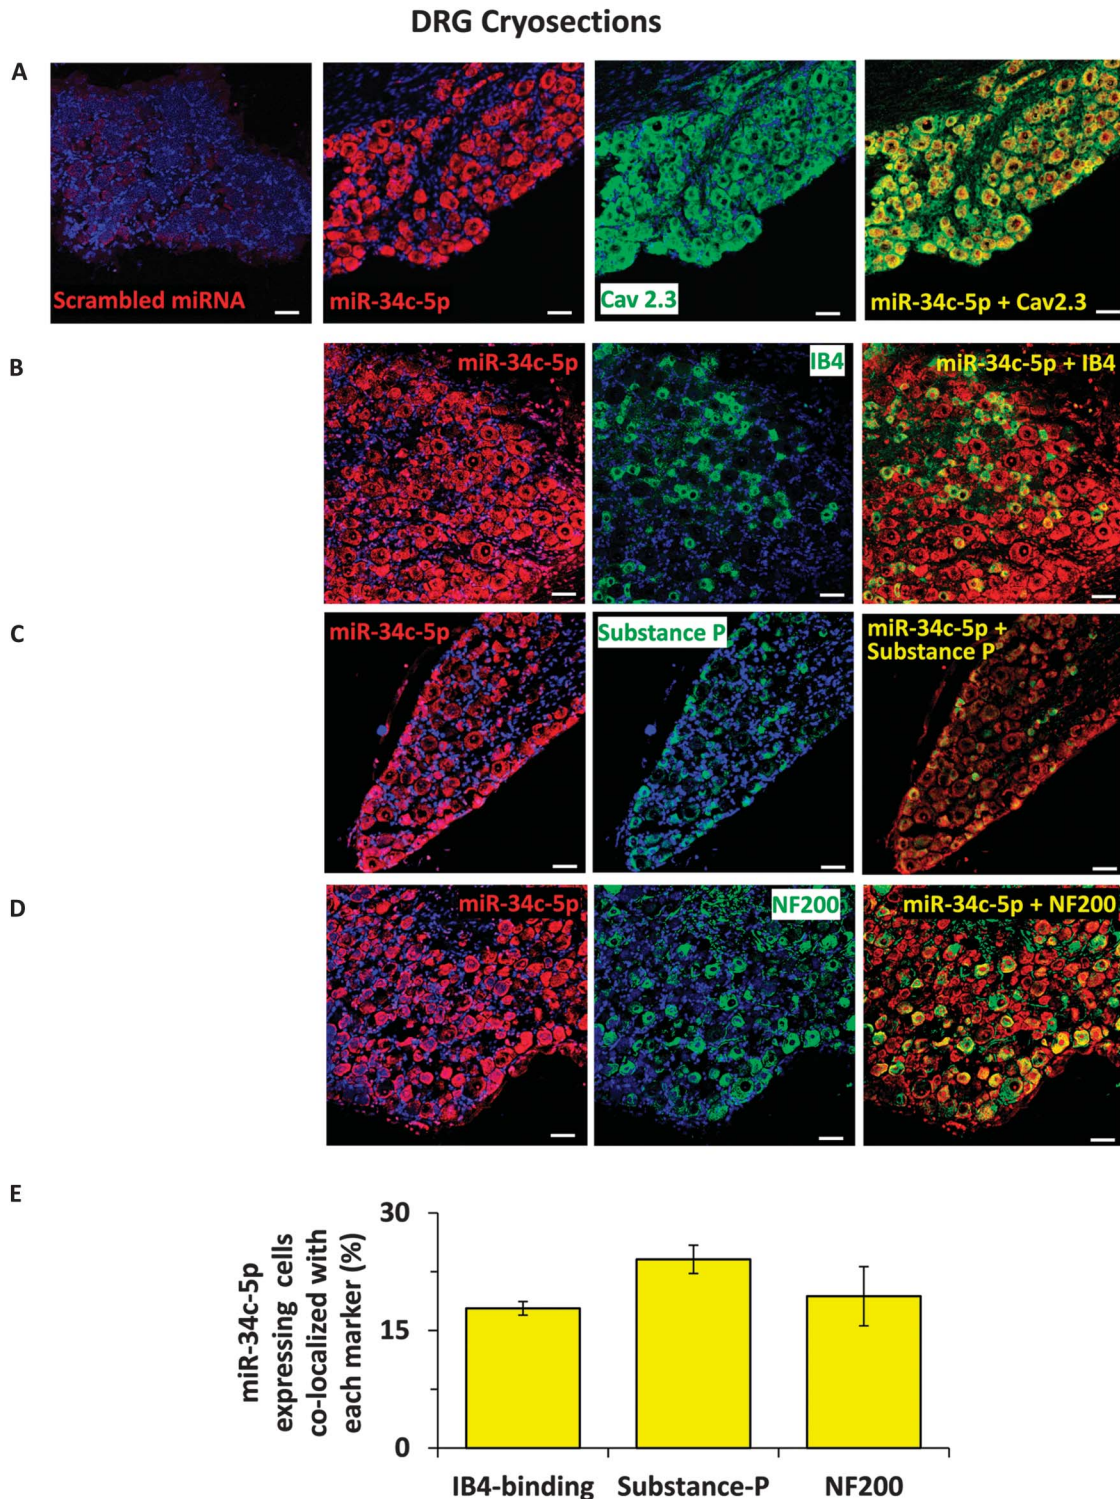 DRG Cryosections
A
Scrambled miRNA
miR-34c-5p
Cav 2.3
miR-34c-5p + Cav2.3
B
miR-34c-5p
IB4
miR-34c-5p + IB4
C
miR-34c-5p
Substance P
miR-34c-5p +
Substance P
D
miR-34c-5p
NF200
miR-34c-5p + NF200
E
miR-34c-5p
expressing cells
co-localized with
each marker (%)
30
15
0
IB4-binding
Substance-P
NF200